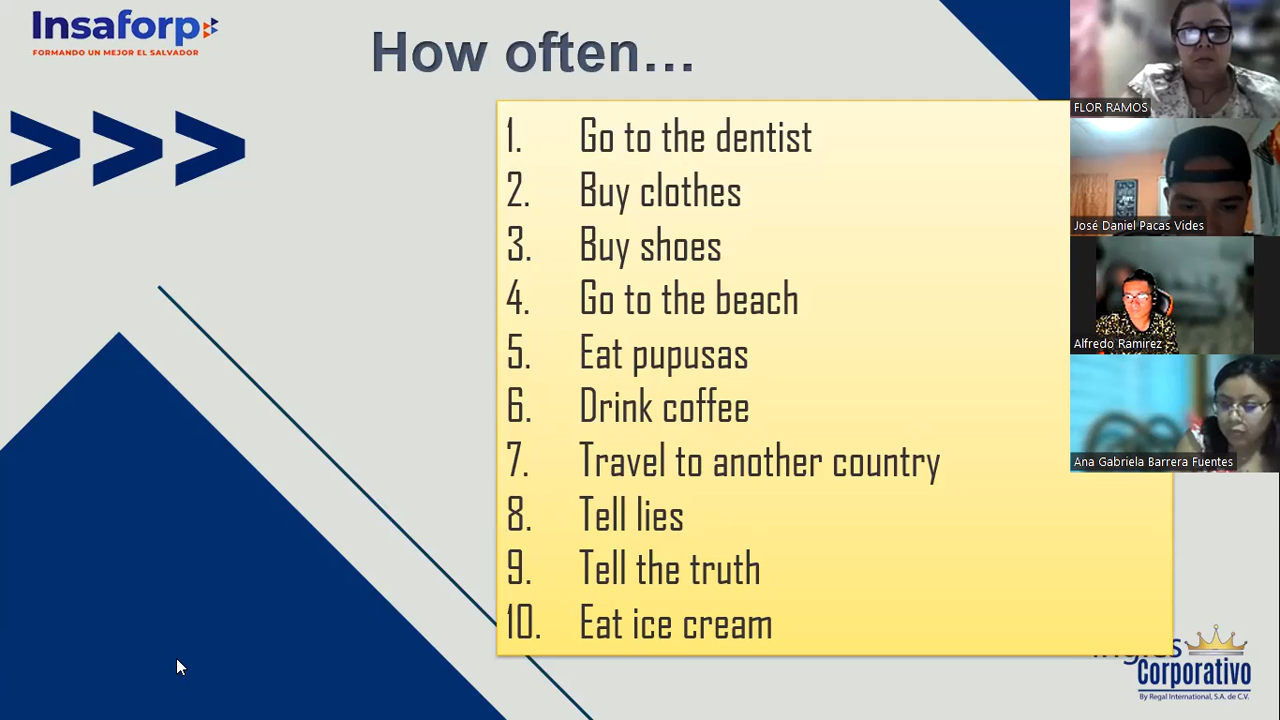 Insaforp
FORMANDO UN MEJOR EL SALVADOR
How often...
>>>
1. Go to the dentist
2. Buy clothes
3. Buy shoes
4. Go to the beach
5. Eat pupusas
6. Drink coffee
7. Travel to another country
8. Tell lies
9. Tell the truth
10. Eat ice cream
FLOR RAMOS
José Daniel Pacas Vides
Alfredo Ramirez
Ana Gabriela Barrera Fuentes
Corporativo
By Regal International, S.A. de C.V.